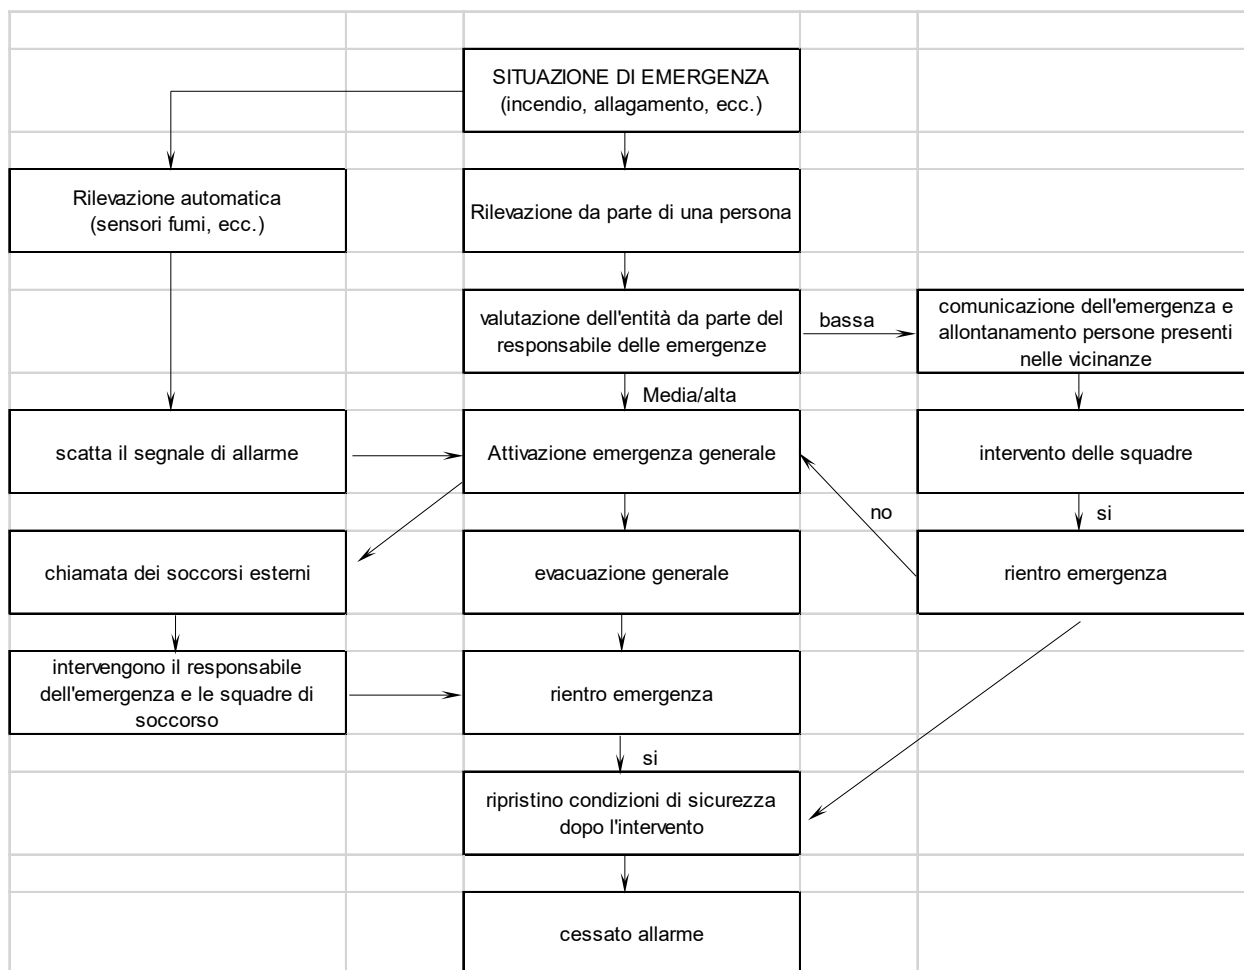 SITUAZIONE DI EMERGENZA
(incendio, allagamento, ecc.)
Rilevazione automatica
(sensori fumi, ecc.)
Rilevazione da parte di una persona
valutazione dell'entità da parte del
responsabile delle emergenze
bassa
comunicazione dell'emergenza e
allontanamento persone presenti
nelle vicinanze
Media/alta
scatta il segnale di allarme
Attivazione emergenza generale
intervento delle squadre
no
si
chiamata dei soccorsi esterni
evacuazione generale
rientro emergenza
intervengono il responsabile
dell'emergenza e le squadre di
soccorso
rientro emergenza
si
ripristino condizioni di sicurezza
dopo l'intervento
cessato allarme